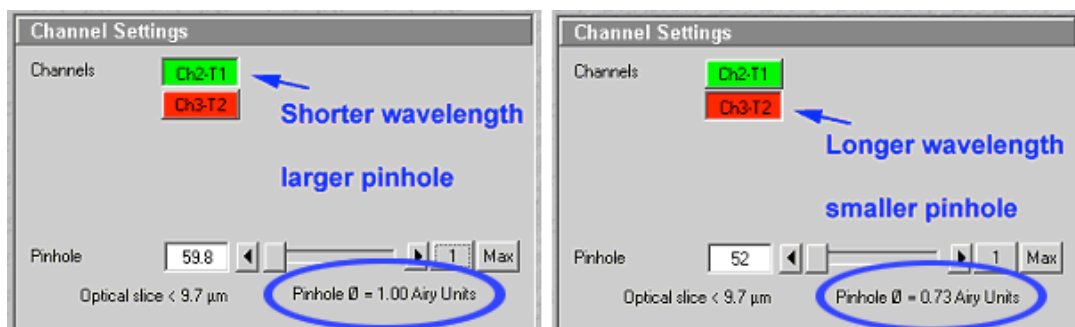 Channel Settings
Channels
Ch2-T1
Ch3-T2
Shorter wavelength
larger pinhole
Pinhole 59.8 1 Max
Optical slice < 9.7 µm Pinhole Ø = 1.00 Airy Units
Channel Settings
Channels
Ch2-T1
Ch3-T2
Longer wavelength
smaller pinhole
Pinhole 52 1 Max
Optical slice < 9.7 µm Pinhole Ø = 0.73 Airy Units